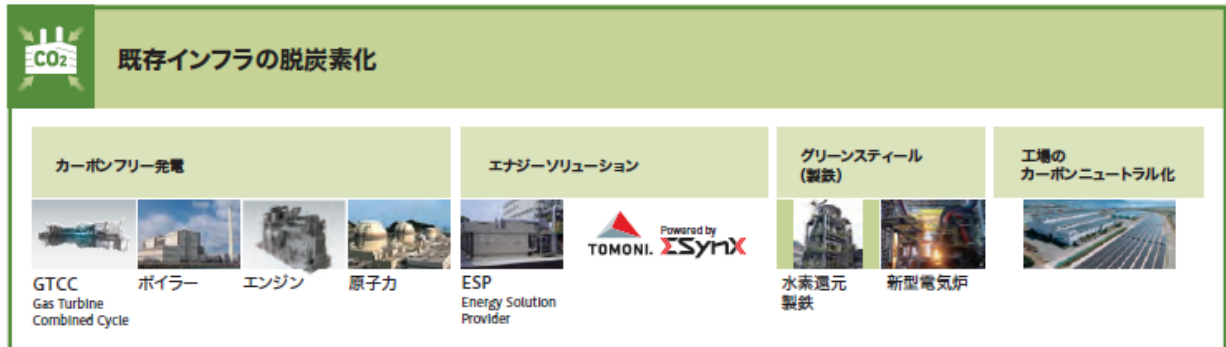 CO2
既存インフラの脱炭素化
カーボンフリー発電
エナジーソリューション
グリーンスティール
(製鉄)
工場の
カーボンニュートラル化
GTCC
Gas Turbine
Combined Cycle
ボイラー
エンジン
原子力
ESP
Energy Solution
Provider
TOMONI.
Powered by
ΣSynX
水素還元
製鉄
新型電気炉